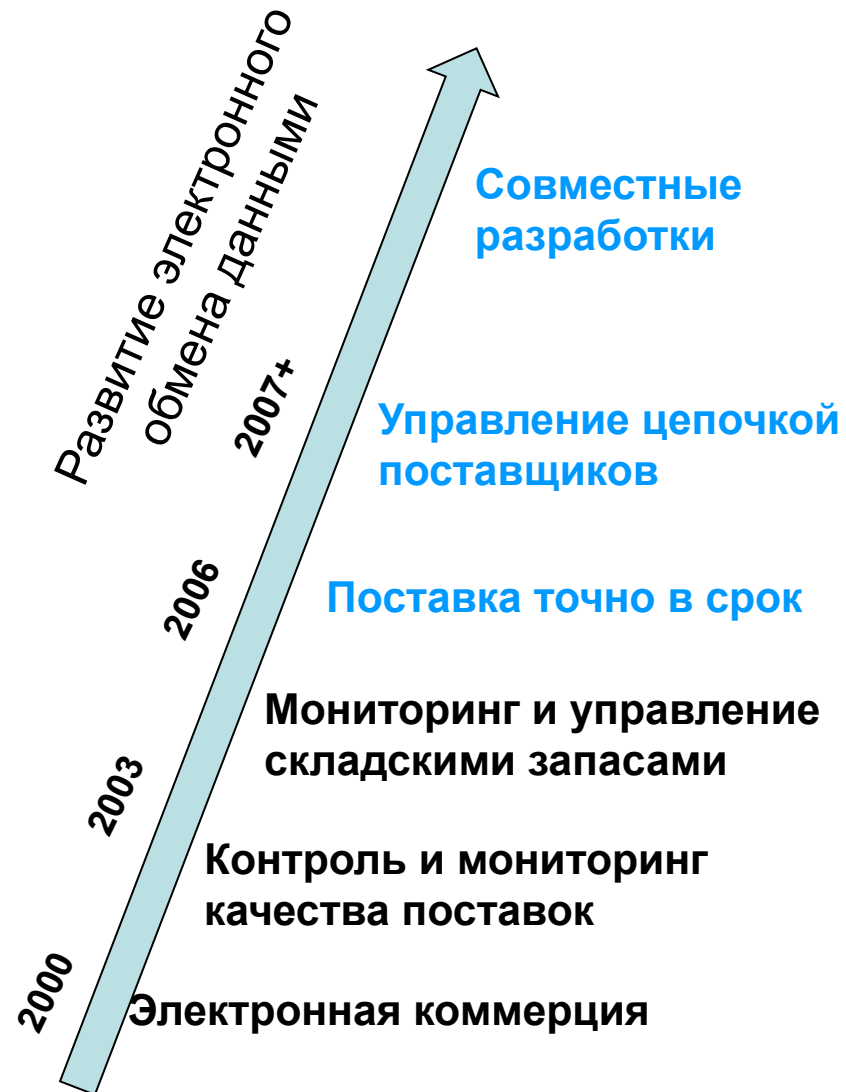 Развитие электронного
обмена данными
Совместные
разработки
2007+
Управление цепочкой
поставщиков
2006
Поставка точно в срок
Мониторинг и управление
складскими запасами
2003
Контроль и мониторинг
качества поставок
2000
Электронная коммерция